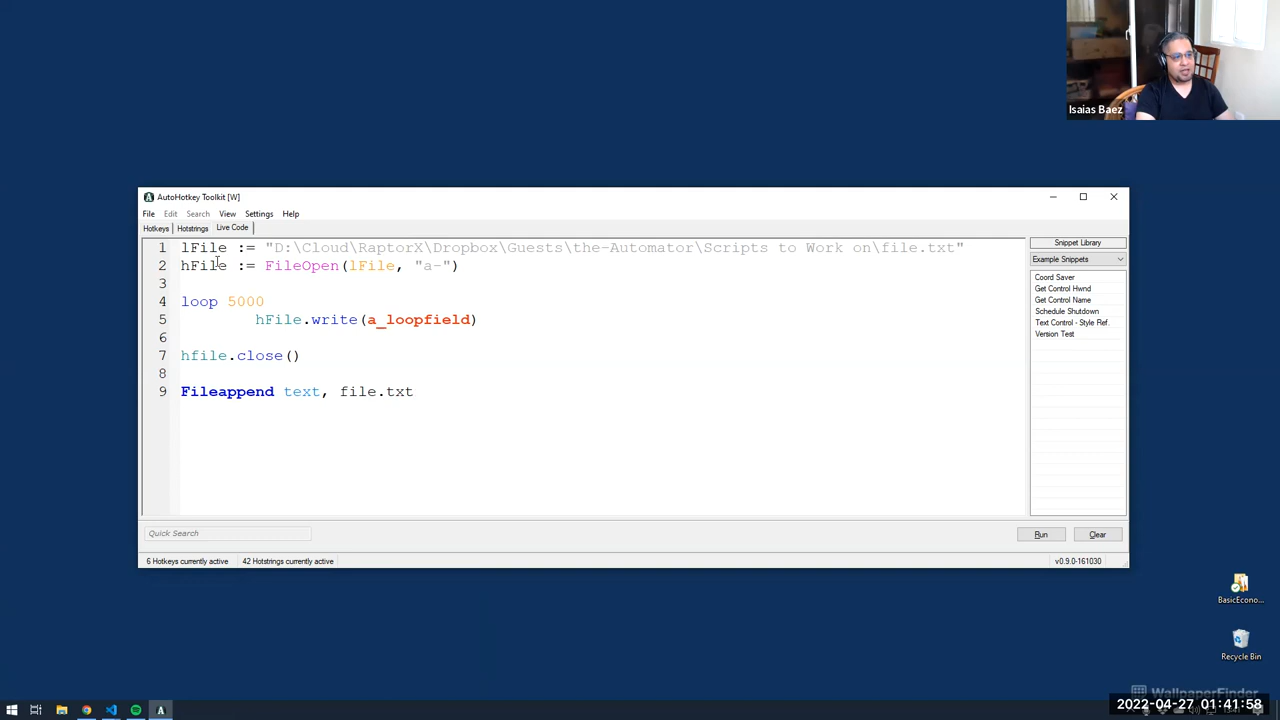 Isaias Baez
AutoHotkey Toolkit [W]
File Edit Search View Settings Help
Hotkeys Hotstrings Live Code
1 lFile := "D:\Cloud\RaptorX\Dropbox\Guests\the-Automator\Scripts to Work on\file.txt"
2 hFile := FileOpen(lFile, "a-")
3
4 loop 5000
5 hFile.write(a_loopfield)
6
7 hfile.close()
8
9 Fileappend text, file.txt
Snippet Library
Example Snippets
Coord Saver
Get Control Hwnd
Get Control Name
Schedule Shutdown
Text Control - Style Ref.
Version Test
Quick Search
Run Clear
6 Hotkeys currently active 42 Hotstrings currently active v0.9.0-161030
BasicEcono...
Recycle Bin
WallpaperFinder
2022-04-27 01:41:58